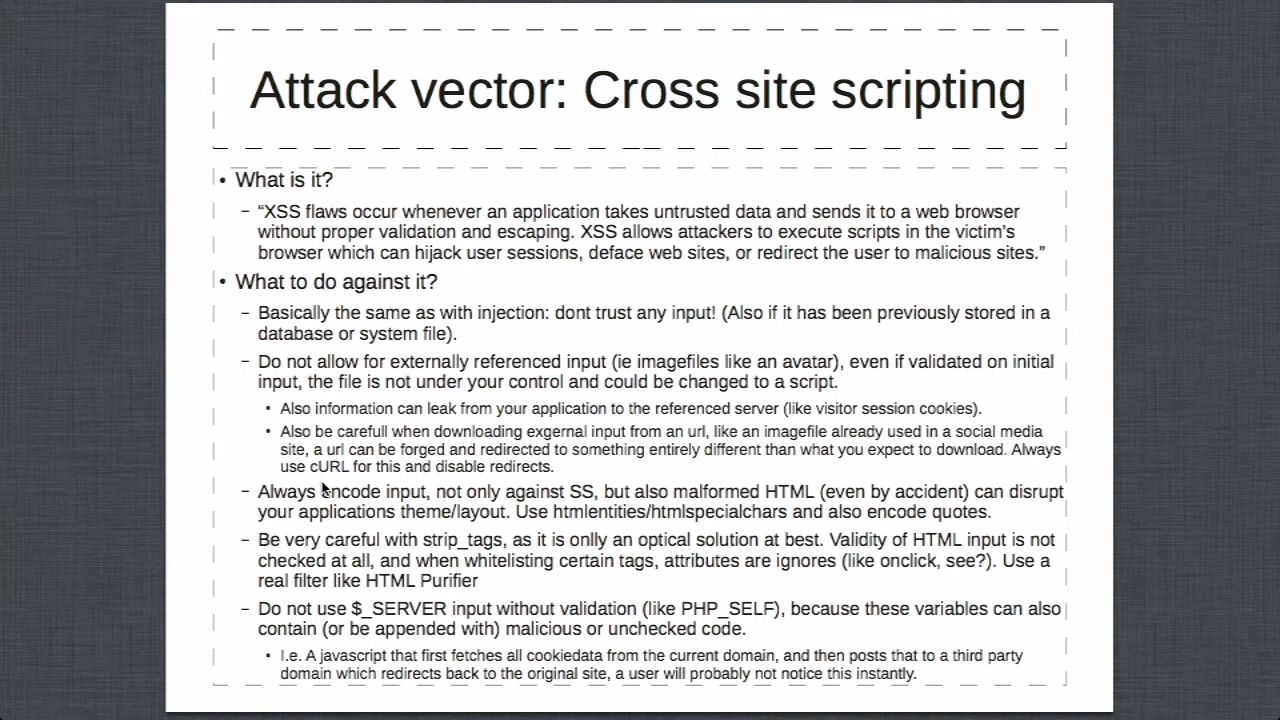 Attack vector: Cross site scripting
• What is it?
– “XSS flaws occur whenever an application takes untrusted data and sends it to a web browser
without proper validation and escaping. XSS allows attackers to execute scripts in the victim’s
browser which can hijack user sessions, deface web sites, or redirect the user to malicious sites.”
• What to do against it?
– Basically the same as with injection: dont trust any input! (Also if it has been previously stored in a
database or system file).
– Do not allow for externally referenced input (ie imagefiles like an avatar), even if validated on initial
input, the file is not under your control and could be changed to a script.
• Also information can leak from your application to the referenced server (like visitor session cookies).
• Also be carefull when downloading exgernal input from an url, like an imagefile already used in a social media
site, a url can be forged and redirected to something entirely different than what you expect to download. Always
use cURL for this and disable redirects.
– Always encode input, not only against SS, but also malformed HTML (even by accident) can disrupt
your applications theme/layout. Use htmlentities/htmlspecialchars and also encode quotes.
– Be very careful with strip_tags, as it is onlly an optical solution at best. Validity of HTML input is not
checked at all, and when whitelisting certain tags, attributes are ignores (like onclick, see?). Use a
real filter like HTML Purifier
– Do not use $_SERVER input without validation (like PHP_SELF), because these variables can also
contain (or be appended with) malicious or unchecked code.
• I.e. A javascript that first fetches all cookiedata from the current domain, and then posts that to a third party
domain which redirects back to the original site, a user will probably not notice this instantly.